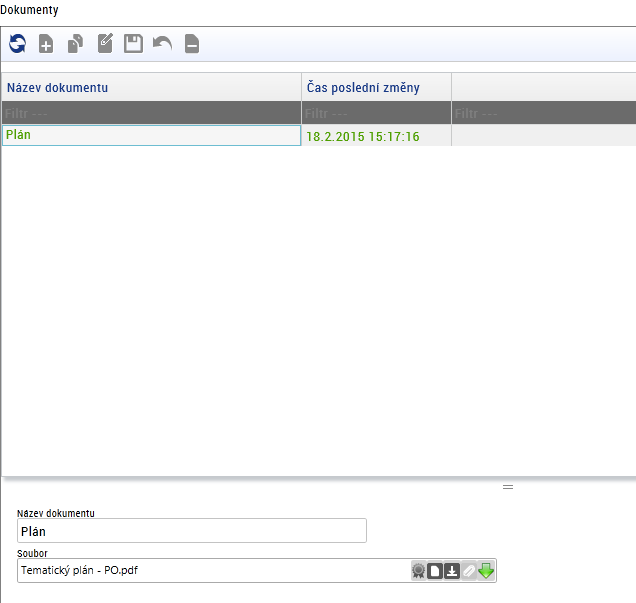 Dokumenty
Název dokumentu Čas poslední změny
Filtr --- Filtr --- Filtr ---
Plán 18.2.2015 15:17:16
Název dokumentu
Plán
Soubor
Tematický plán - PO.pdf